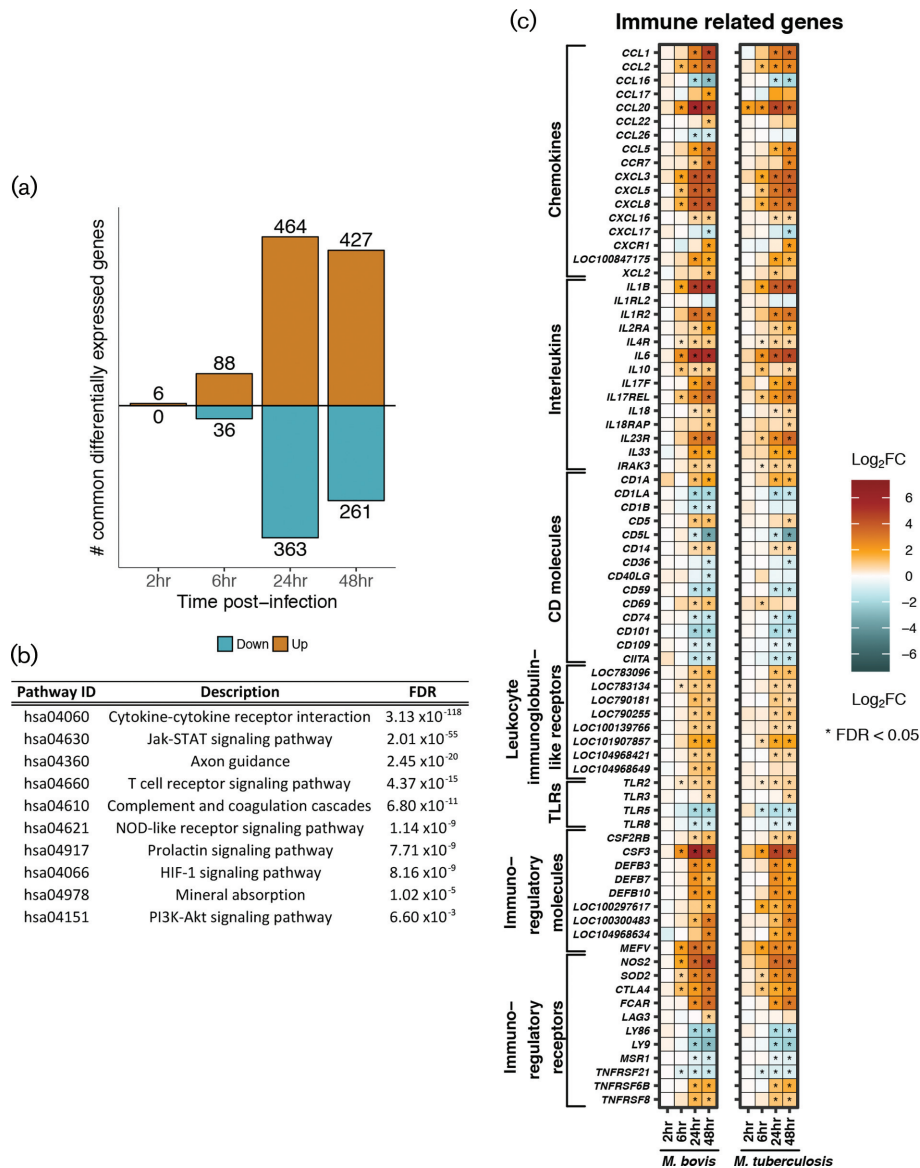 (a)
# common differentially expressed genes
6
0
88
36
464
363
427
261
2hr
6hr
24hr
48hr
Time post–infection
Down
Up
(b)
Pathway ID Description FDR
hsa04060 Cytokine-cytokine receptor interaction 3.13 x10-118
hsa04630 Jak-STAT signaling pathway 2.01 x10-55
hsa04360 Axon guidance 2.45 x10-20
hsa04660 T cell receptor signaling pathway 4.37 x10-15
hsa04610 Complement and coagulation cascades 6.80 x10-11
hsa04621 NOD-like receptor signaling pathway 1.14 x10-9
hsa04917 Prolactin signaling pathway 7.71 x10-9
hsa04066 HIF-1 signaling pathway 8.16 x10-9
hsa04978 Mineral absorption 1.02 x10-5
hsa04151 PI3K-Akt signaling pathway 6.60 x10-3
(c)
Immune related genes
Chemokines
CCL1
CCL2
CCL16
CCL17
CCL20
CCL22
CCL26
CCL5
CCR7
CXCL3
CXCL5
CXCL8
CXCL16
CXCL17
CXCR1
LOC100847175
XCL2
Interleukins
IL1B
IL1RL2
IL1R2
IL2RA
IL4R
IL6
IL10
IL17F
IL17REL
IL18
IL18RAP
IL23R
IL33
IRAK3
CD molecules
CD1A
CD1LA
CD1B
CD5
CD5L
CD14
CD36
CD40LG
CD59
CD69
CD74
CD101
CD109
CIITA
Leukocyte
immunoglobulin–
like receptors
LOC783096
LOC783134
LOC790181
LOC790255
LOC100139766
LOC101907857
LOC104968421
LOC104968649
TLRs
TLR2
TLR3
TLR5
TLR8
Immuno–
regulatory
molecules
CSF2RB
CSF3
DEFB3
DEFB7
DEFB10
LOC100297617
LOC100300483
LOC104968634
MEFV
Immuno–
regulatory
receptors
NOS2
SOD2
CTLA4
FCAR
LAG3
LY86
LY9
MSR1
TNFRSF21
TNFRSF6B
TNFRSF8
2hr
6hr
24hr
48hr
M. bovis
2hr
6hr
24hr
48hr
M. tuberculosis
Log2FC
6
4
2
0
−2
−4
−6
Log2FC
* FDR < 0.05